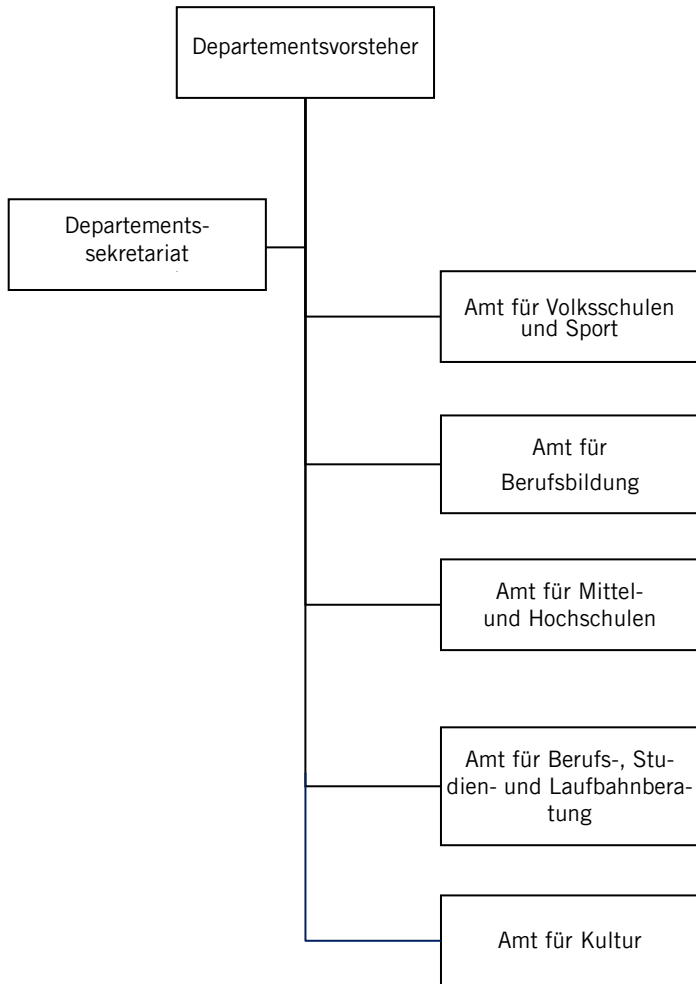 Departementsvorsteher
Departements-
sekretariat
Amt für Volksschulen
und Sport
Amt für
Berufsbildung
Amt für Mittel-
und Hochschulen
Amt für Berufs-, Stu-
dien- und Laufbahnbera-
tung
Amt für Kultur